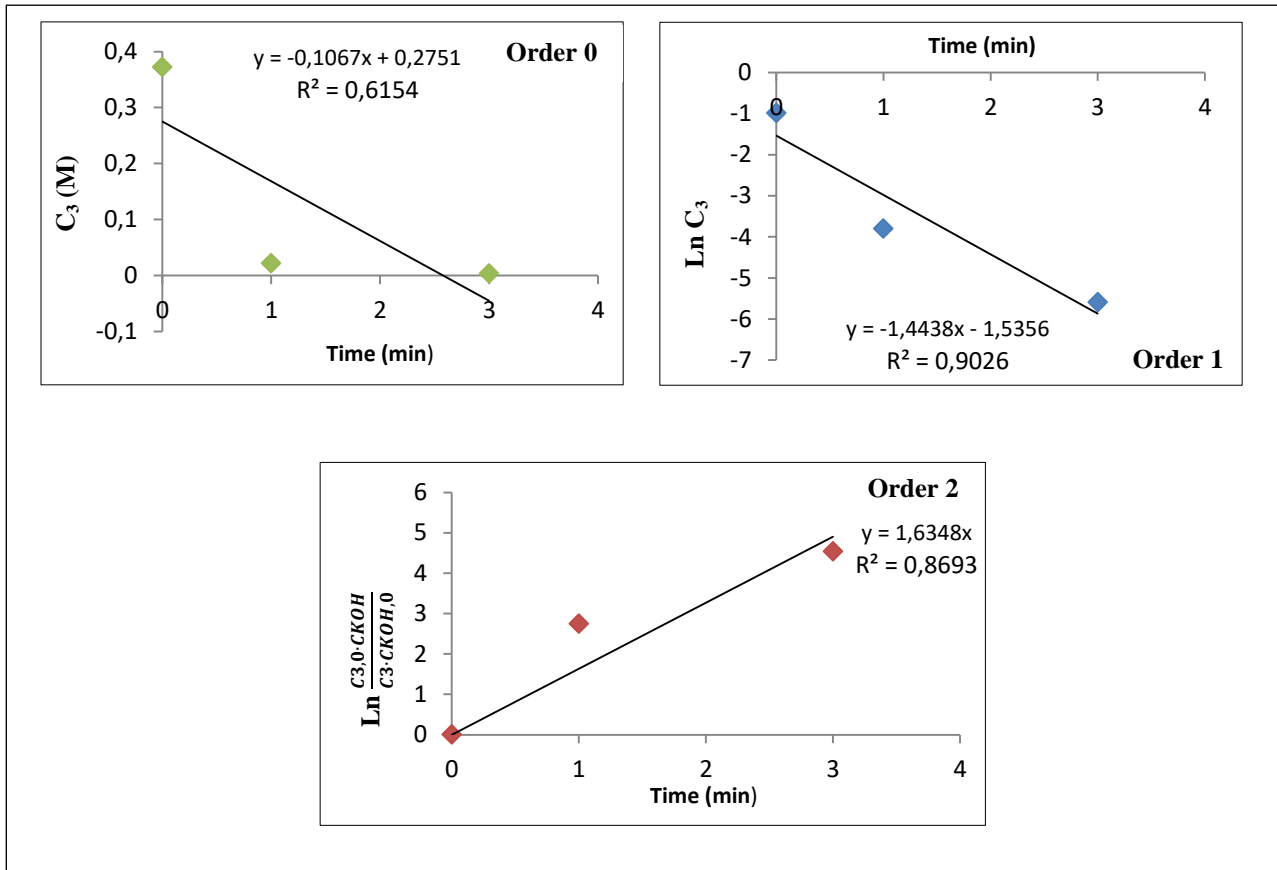 Order 0
y = -0,1067x + 0,2751
R² = 0,6154
0,4
0,3
0,2
0,1
0
-0,1
0 1 2 3 4
C₃ (M)
Time (min)
Time (min)
0
-1
-2
-3
-4
-5
-6
-7
0 1 2 3 4
Ln C₃
y = -1,4438x - 1,5356
R² = 0,9026
Order 1
Order 2
y = 1,6348x
R² = 0,8693
6
5
4
3
2
1
0
0 1 2 3 4
Ln C3,0·CKOH / C3·CKOH,0
Time (min)